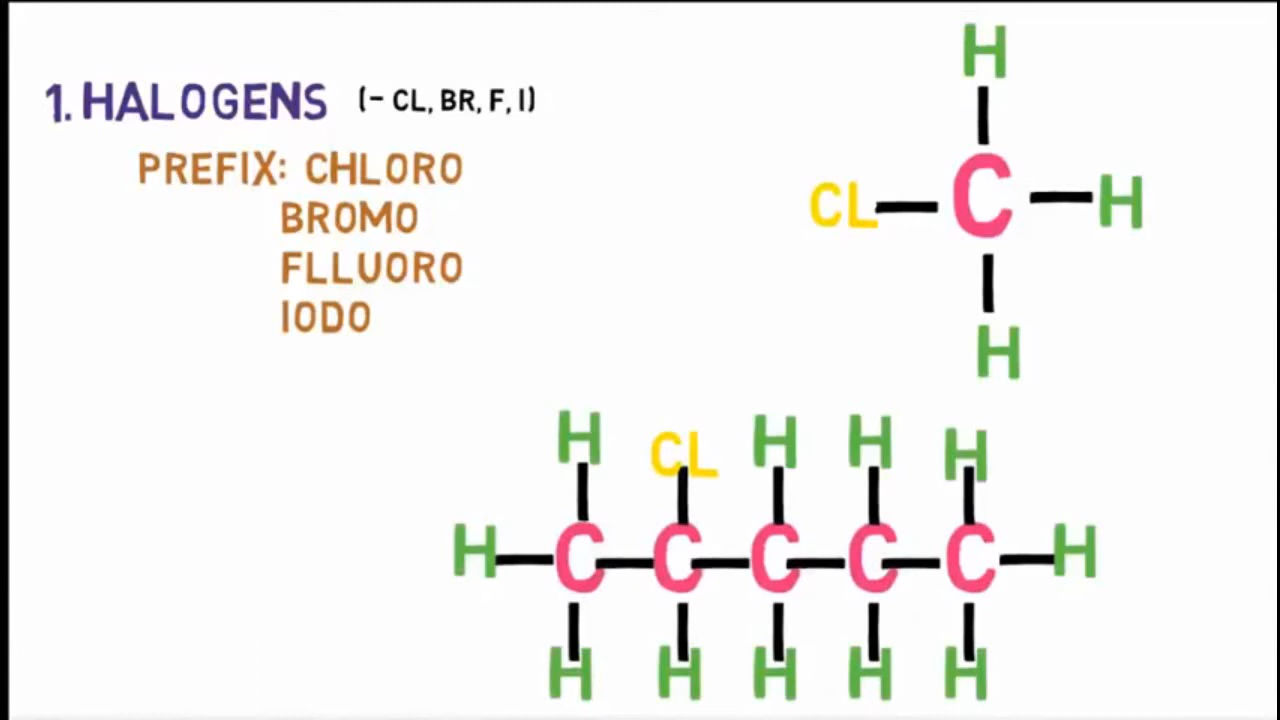 1. HALOGENS (- CL, BR, F, I)
PREFIX: CHLORO
BROMO
FLLUORO
IODO
H
CL C H
H
H CL H H H
H C C C C C H
H H H H H